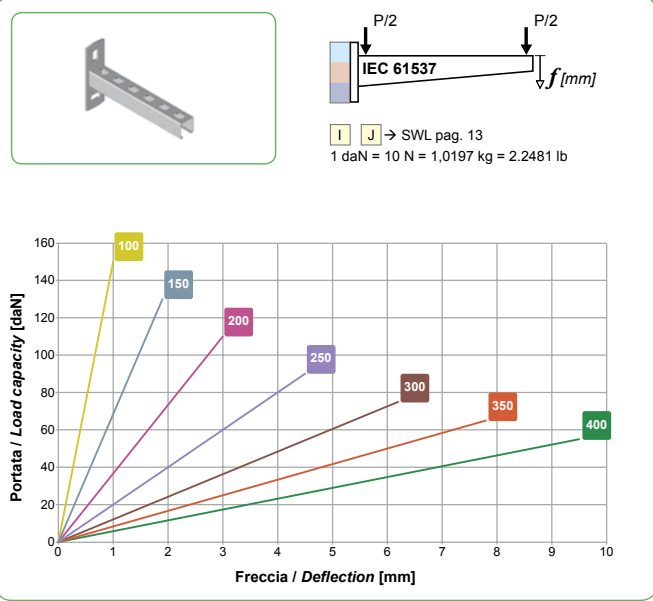 P/2 P/2
IEC 61537
f [mm]
I J → SWL pag. 13
1 daN = 10 N = 1,0197 kg = 2.2481 lb
Portata / Load capacity [daN]
160
140
120
100
80
60
40
20
0
100
150
200
250
300
350
400
0 1 2 3 4 5 6 7 8 9 10
Freccia / Deflection [mm]